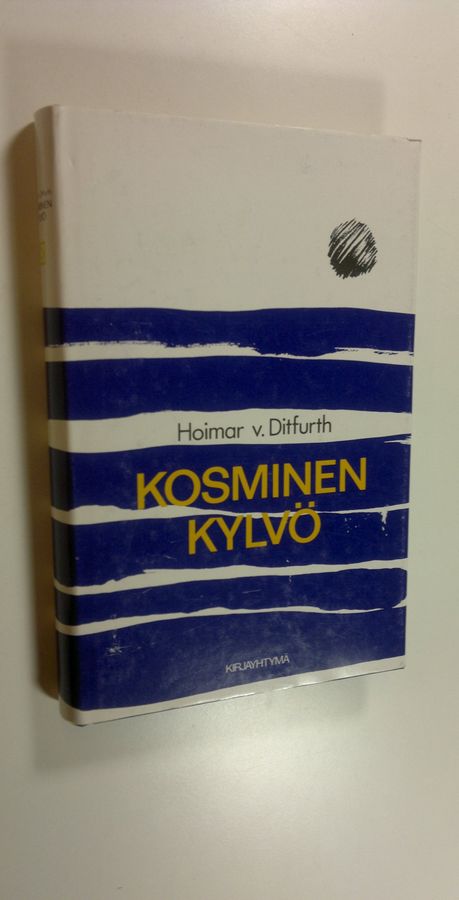 Hoimar v. Ditfurth
KOSMINEN
KYLVÖ
KIRJAYHTYMÄ